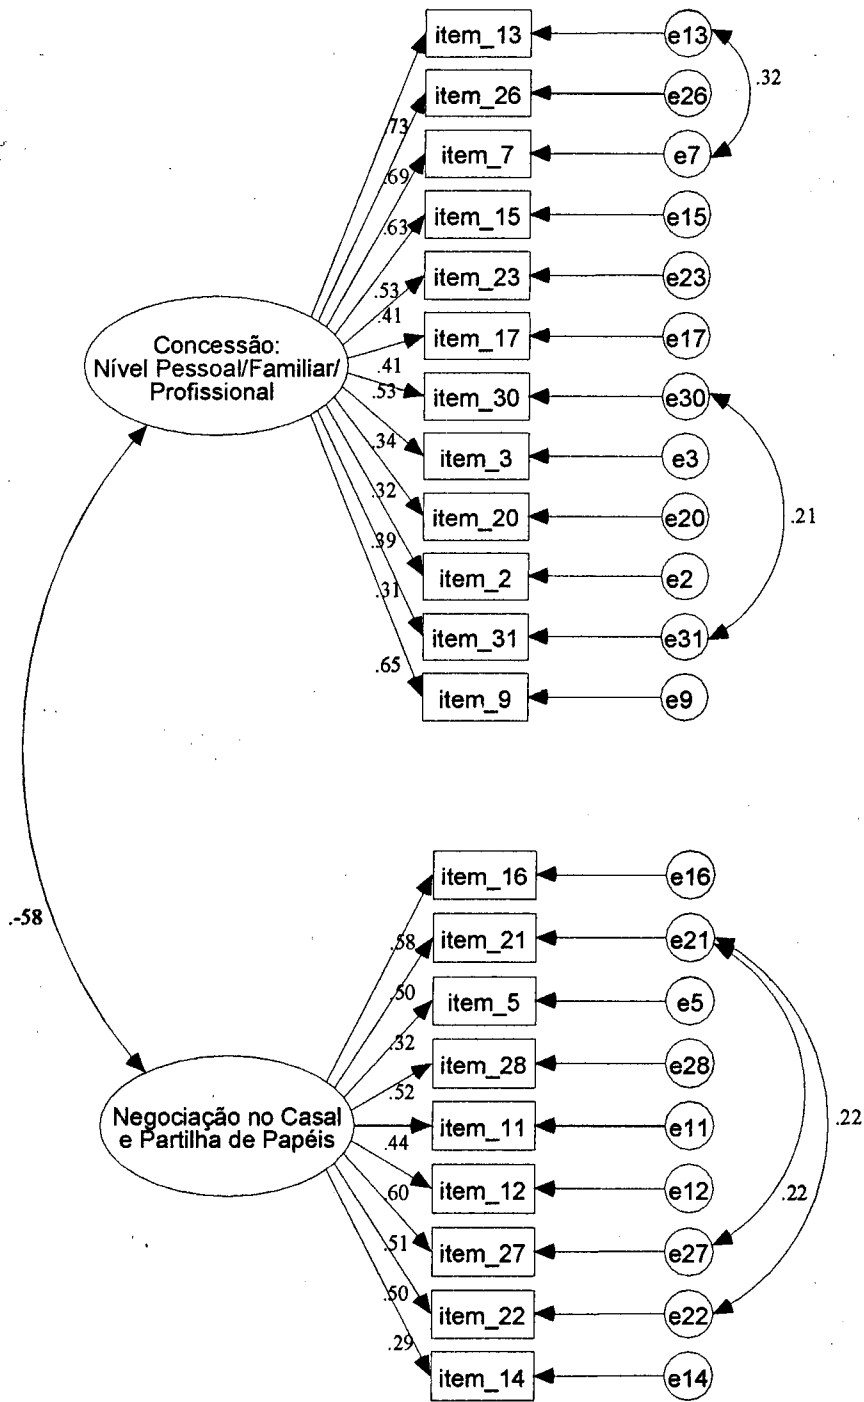 item_13
e13
.32
item_26
e26
.73
item_7
e7
.69
item_15
e15
.63
item_23
e23
.53
.41
item_17
e17
Concessão:
Nível Pessoal/Familiar/
Profissional
.41
item_30
e30
.53
item_3
e3
.34
item_20
e20
.21
.32
item_2
e2
.39
item_31
e31
.31
item_9
e9
.65
.-58
item_16
e16
item_21
e21
.58
item_5
e5
.50
item_28
e28
.32
.52
Negociação no Casal
e Partilha de Papéis
item_11
e11
.22
.44
item_12
e12
.60
.22
item_27
e27
.51
item_22
e22
.50
item_14
e14
.29